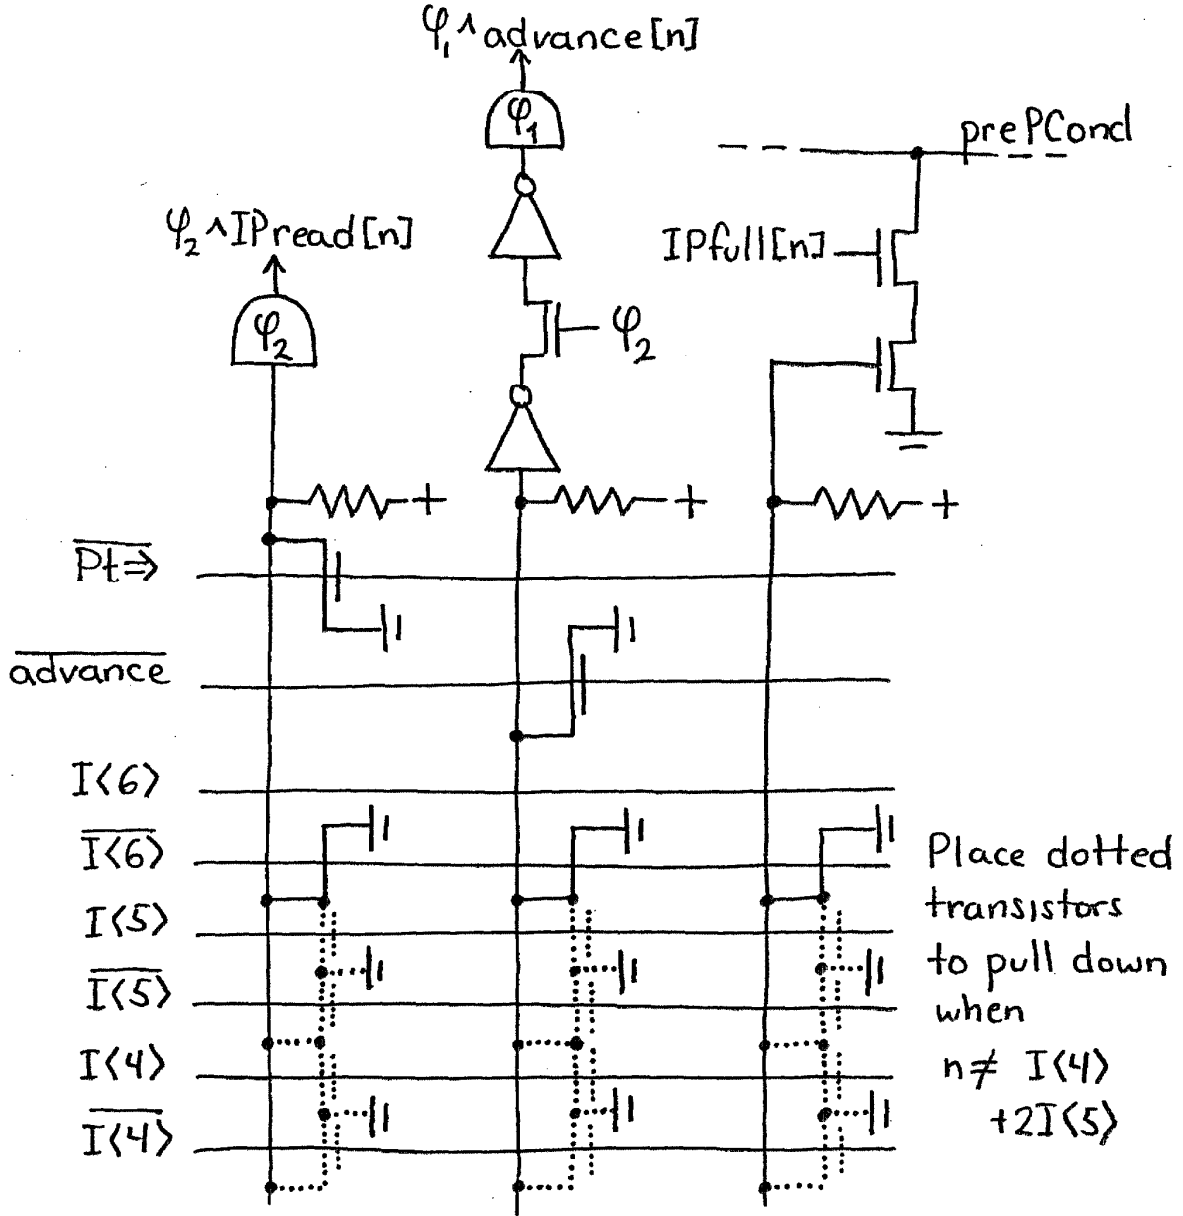 φ₁ ∧ advance[n]
φ₁
prePCond
φ₂ ∧ IPread[n]
IPfull[n]
φ₂
φ₂
+ + +
P̅t̅⇒̅
a̅d̅v̅a̅n̅c̅e̅
I⟨6⟩
I̅⟨̅6̅⟩̅
I⟨5⟩
I̅⟨̅5̅⟩̅
I⟨4⟩
I̅⟨̅4̅⟩̅
Place dotted
transistors
to pull down
when
n ≠ I⟨4⟩
+2I⟨5⟩